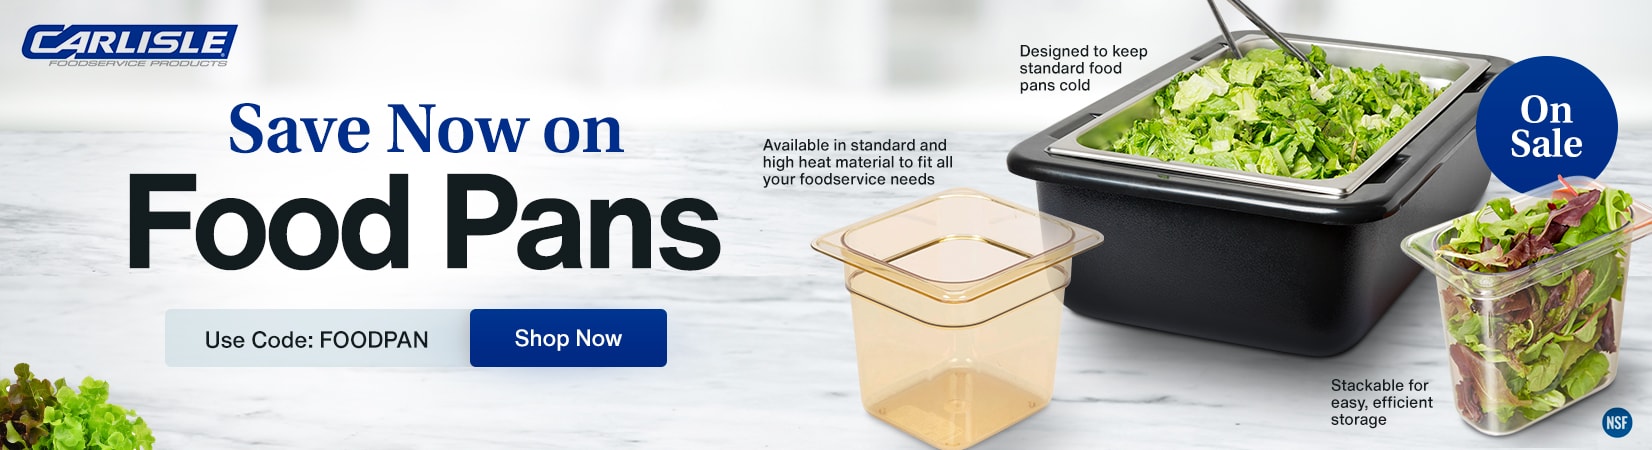 CARLISLE
FOODSERVICE PRODUCTS
Save Now on
Food Pans
Use Code: FOODPAN
Shop Now
Available in standard and
high heat material to fit all
your foodservice needs
Designed to keep
standard food
pans cold
On
Sale
Stackable for
easy, efficient
storage
NSF